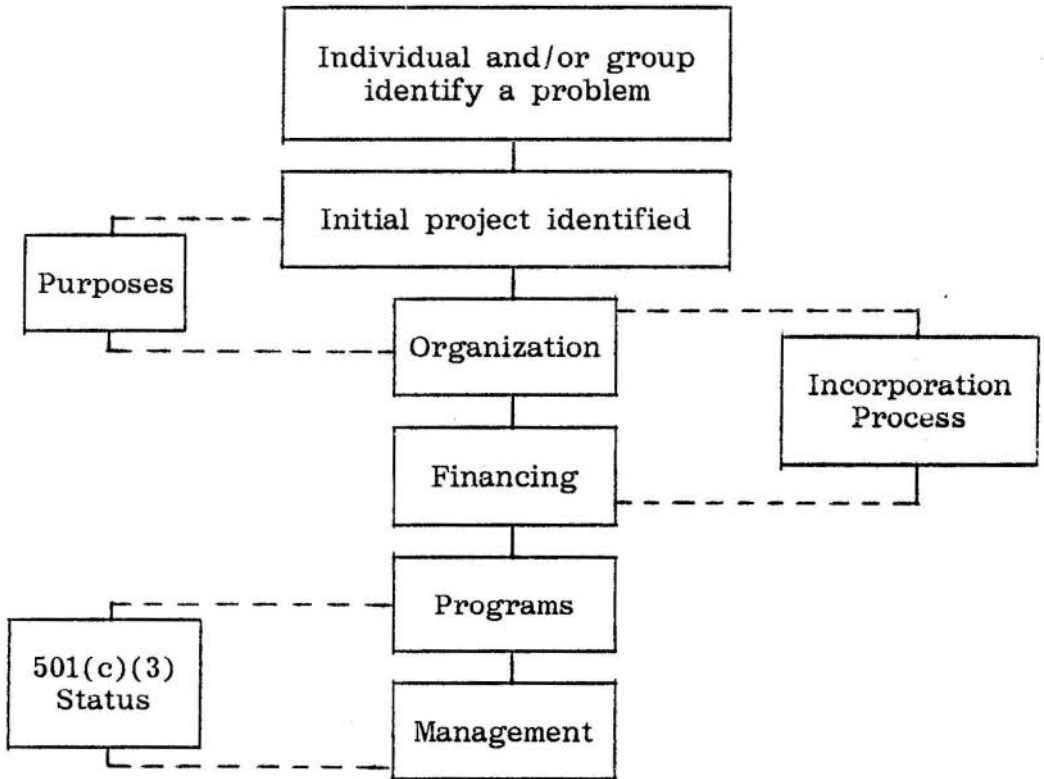 Individual and/or group
identify a problem
Initial project identified
Purposes
Organization
Incorporation
Process
Financing
Programs
501(c)(3)
Status
Management